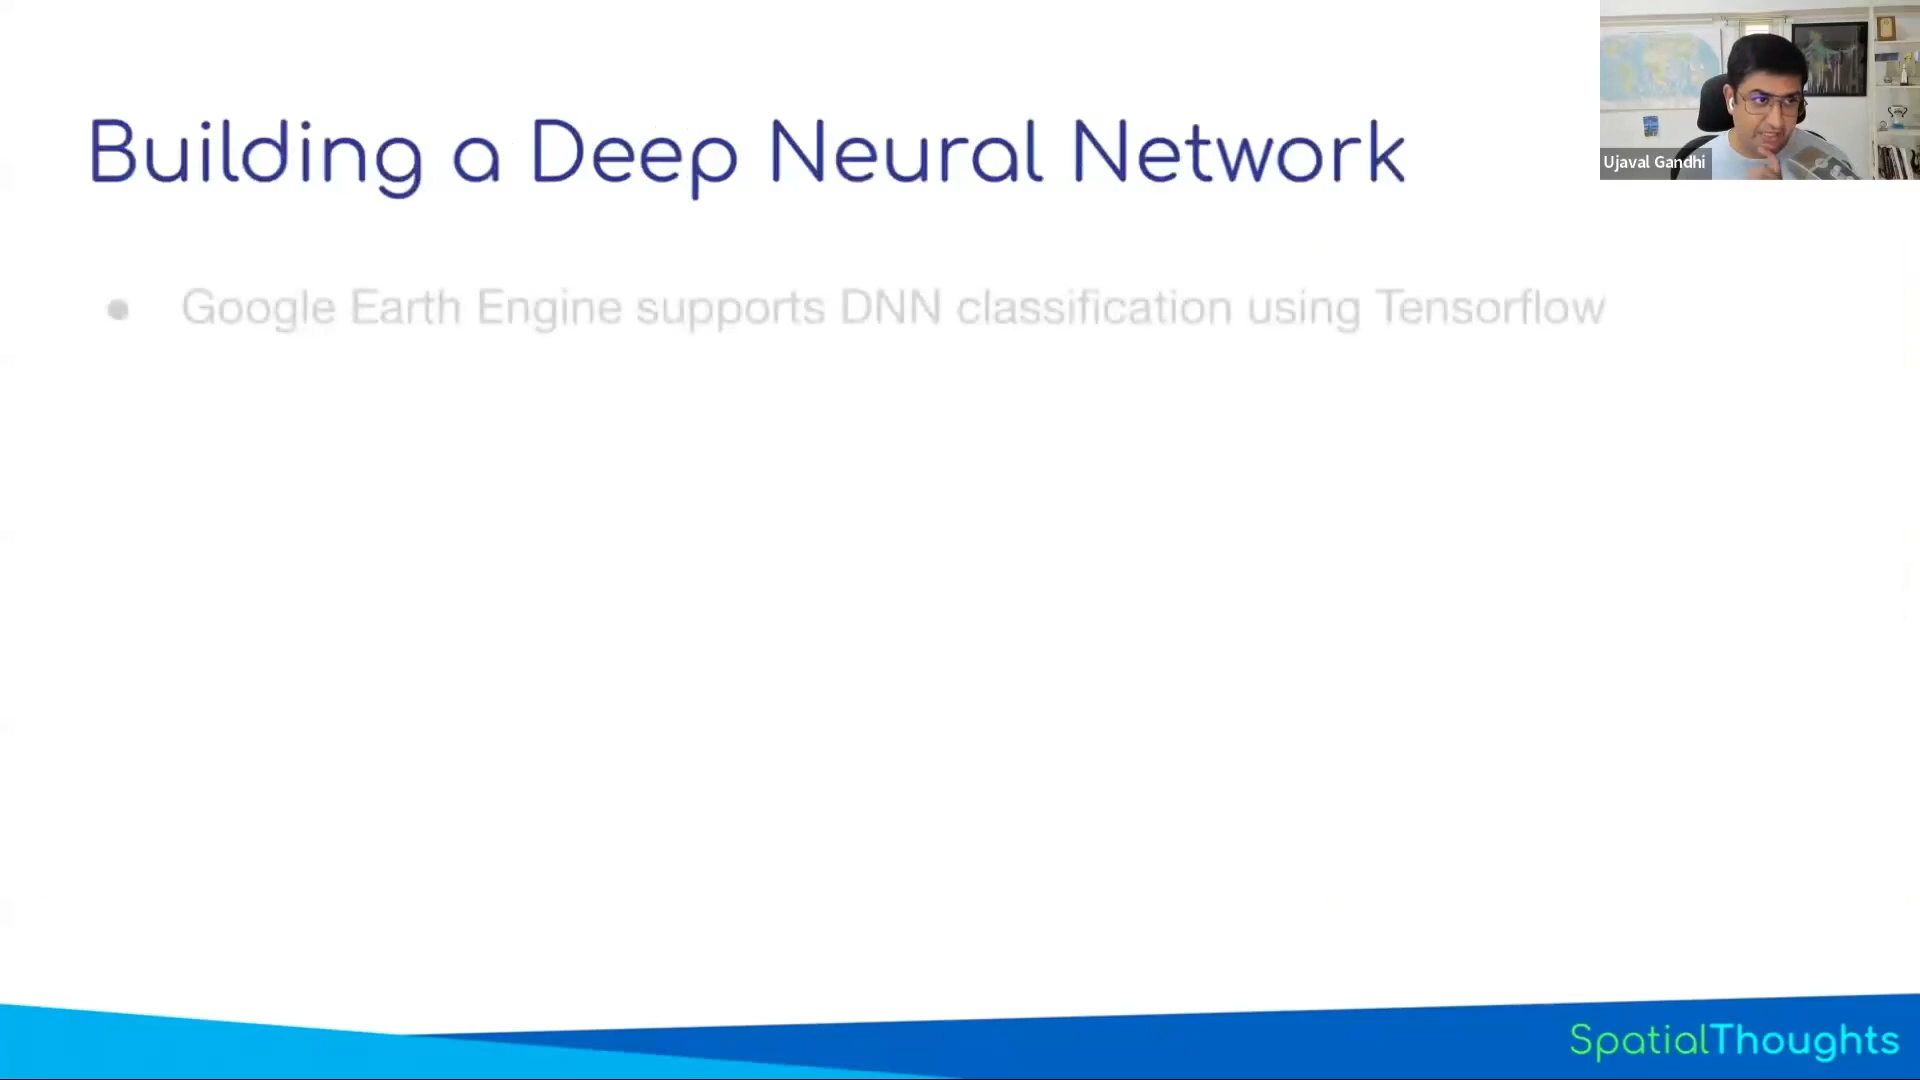 Building a Deep Neural Network
Ujaval Gandhi
● Google Earth Engine supports DNN classification using Tensorflow
SpatialThoughts